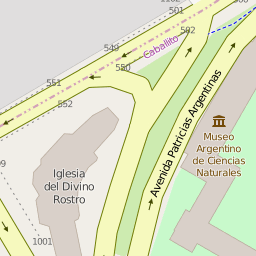 501
549
Caballito
502
550
551
552
Avenida Patricias Argentinas
Museo
Argentino
de Ciencias
Naturales
Iglesia
del Divino
Rostro
1001